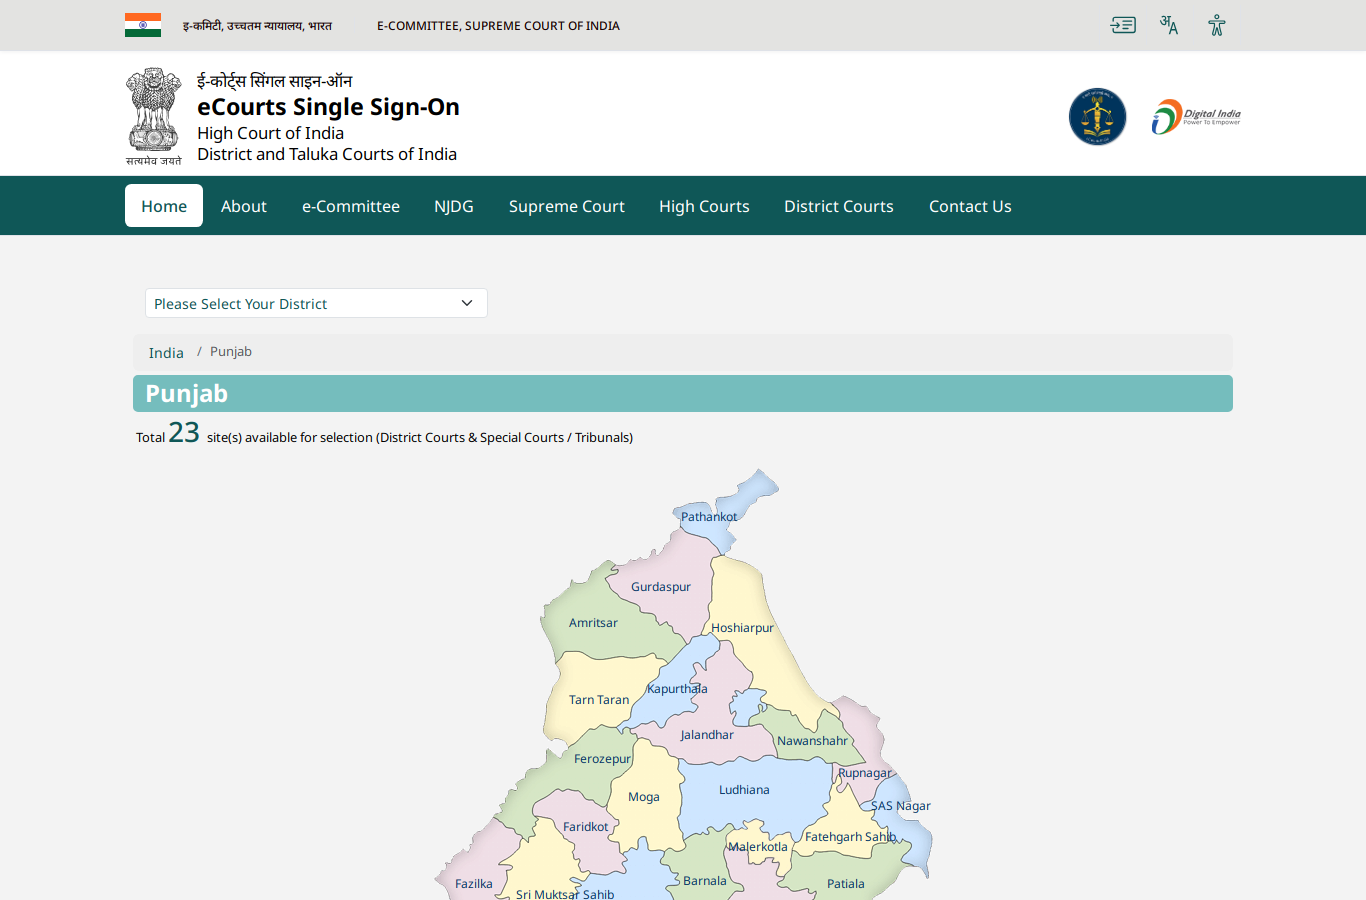 इ-कमिटी, उच्चतम न्यायालय, भारत
E-COMMITTEE, SUPREME COURT OF INDIA
अ
A
ई-कोर्ट्स सिंगल साइन-ऑन
eCourts Single Sign-On
High Court of India
District and Taluka Courts of India
सत्यमेव जयते
Digital India
Power To Empower
Home
About
e-Committee
NJDG
Supreme Court
High Courts
District Courts
Contact Us
Please Select Your District
India / Punjab
Punjab
Total 23 site(s) available for selection (District Courts & Special Courts / Tribunals)
Pathankot
Gurdaspur
Amritsar
Hoshiarpur
Kapurthala
Tarn Taran
Jalandhar
Nawanshahr
Ferozepur
Rupnagar
Ludhiana
Moga
SAS Nagar
Faridkot
Fatehgarh Sahib
Malerkotla
Barnala
Fazilka
Patiala
Sri Muktsar Sahib